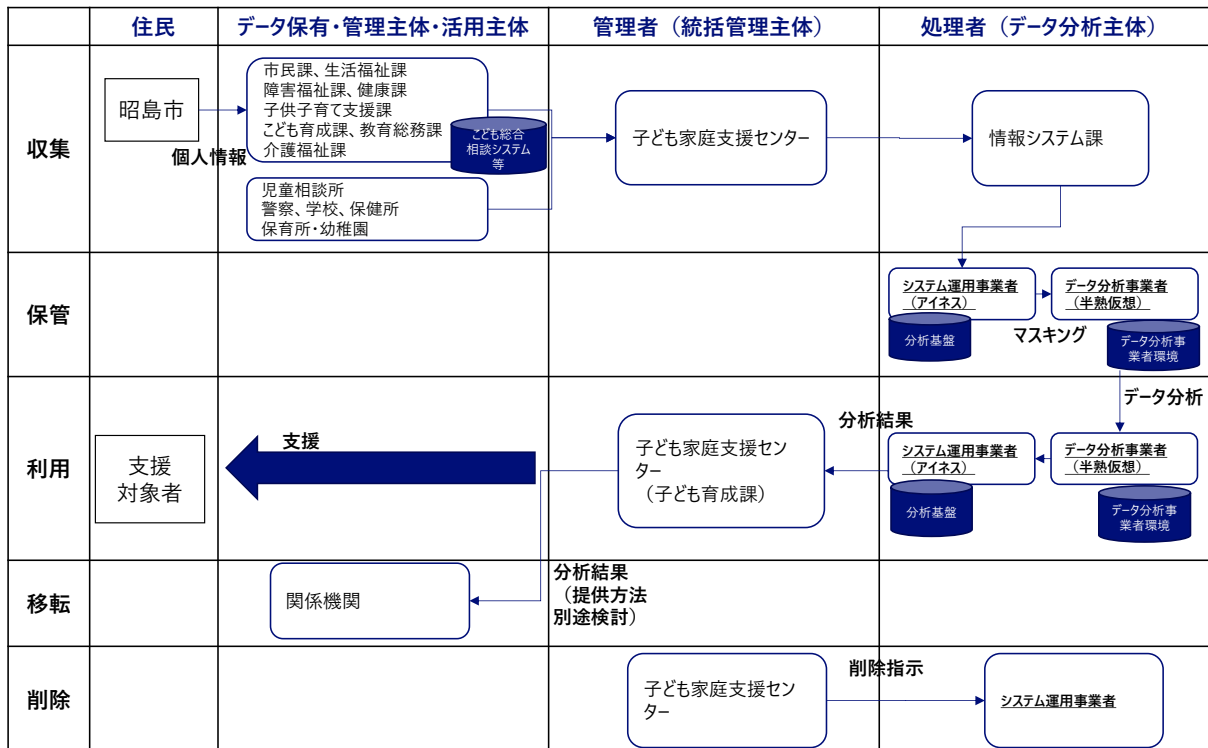 住民
データ保有・管理主体・活用主体
管理者（統括管理主体）
処理者（データ分析主体）
収集
昭島市
個人情報
市民課、生活福祉課
障害福祉課、健康課
子供子育て支援課
こども育成課、教育総務課
介護福祉課
こども総合
相談システム
等
児童相談所
警察、学校、保健所
保育所・幼稚園
子ども家庭支援センター
情報システム課
保管
システム運用事業者
（アイネス）
分析基盤
マスキング
データ分析事業者
（半熟仮想）
データ分析事
業者環境
データ分析
利用
支援
対象者
支援
子ども家庭支援セン
ター
（子ども育成課）
分析結果
システム運用事業者
（アイネス）
分析基盤
データ分析事業者
（半熟仮想）
データ分析事
業者環境
移転
関係機関
分析結果
（提供方法
別途検討）
削除
子ども家庭支援セン
ター
削除指示
システム運用事業者